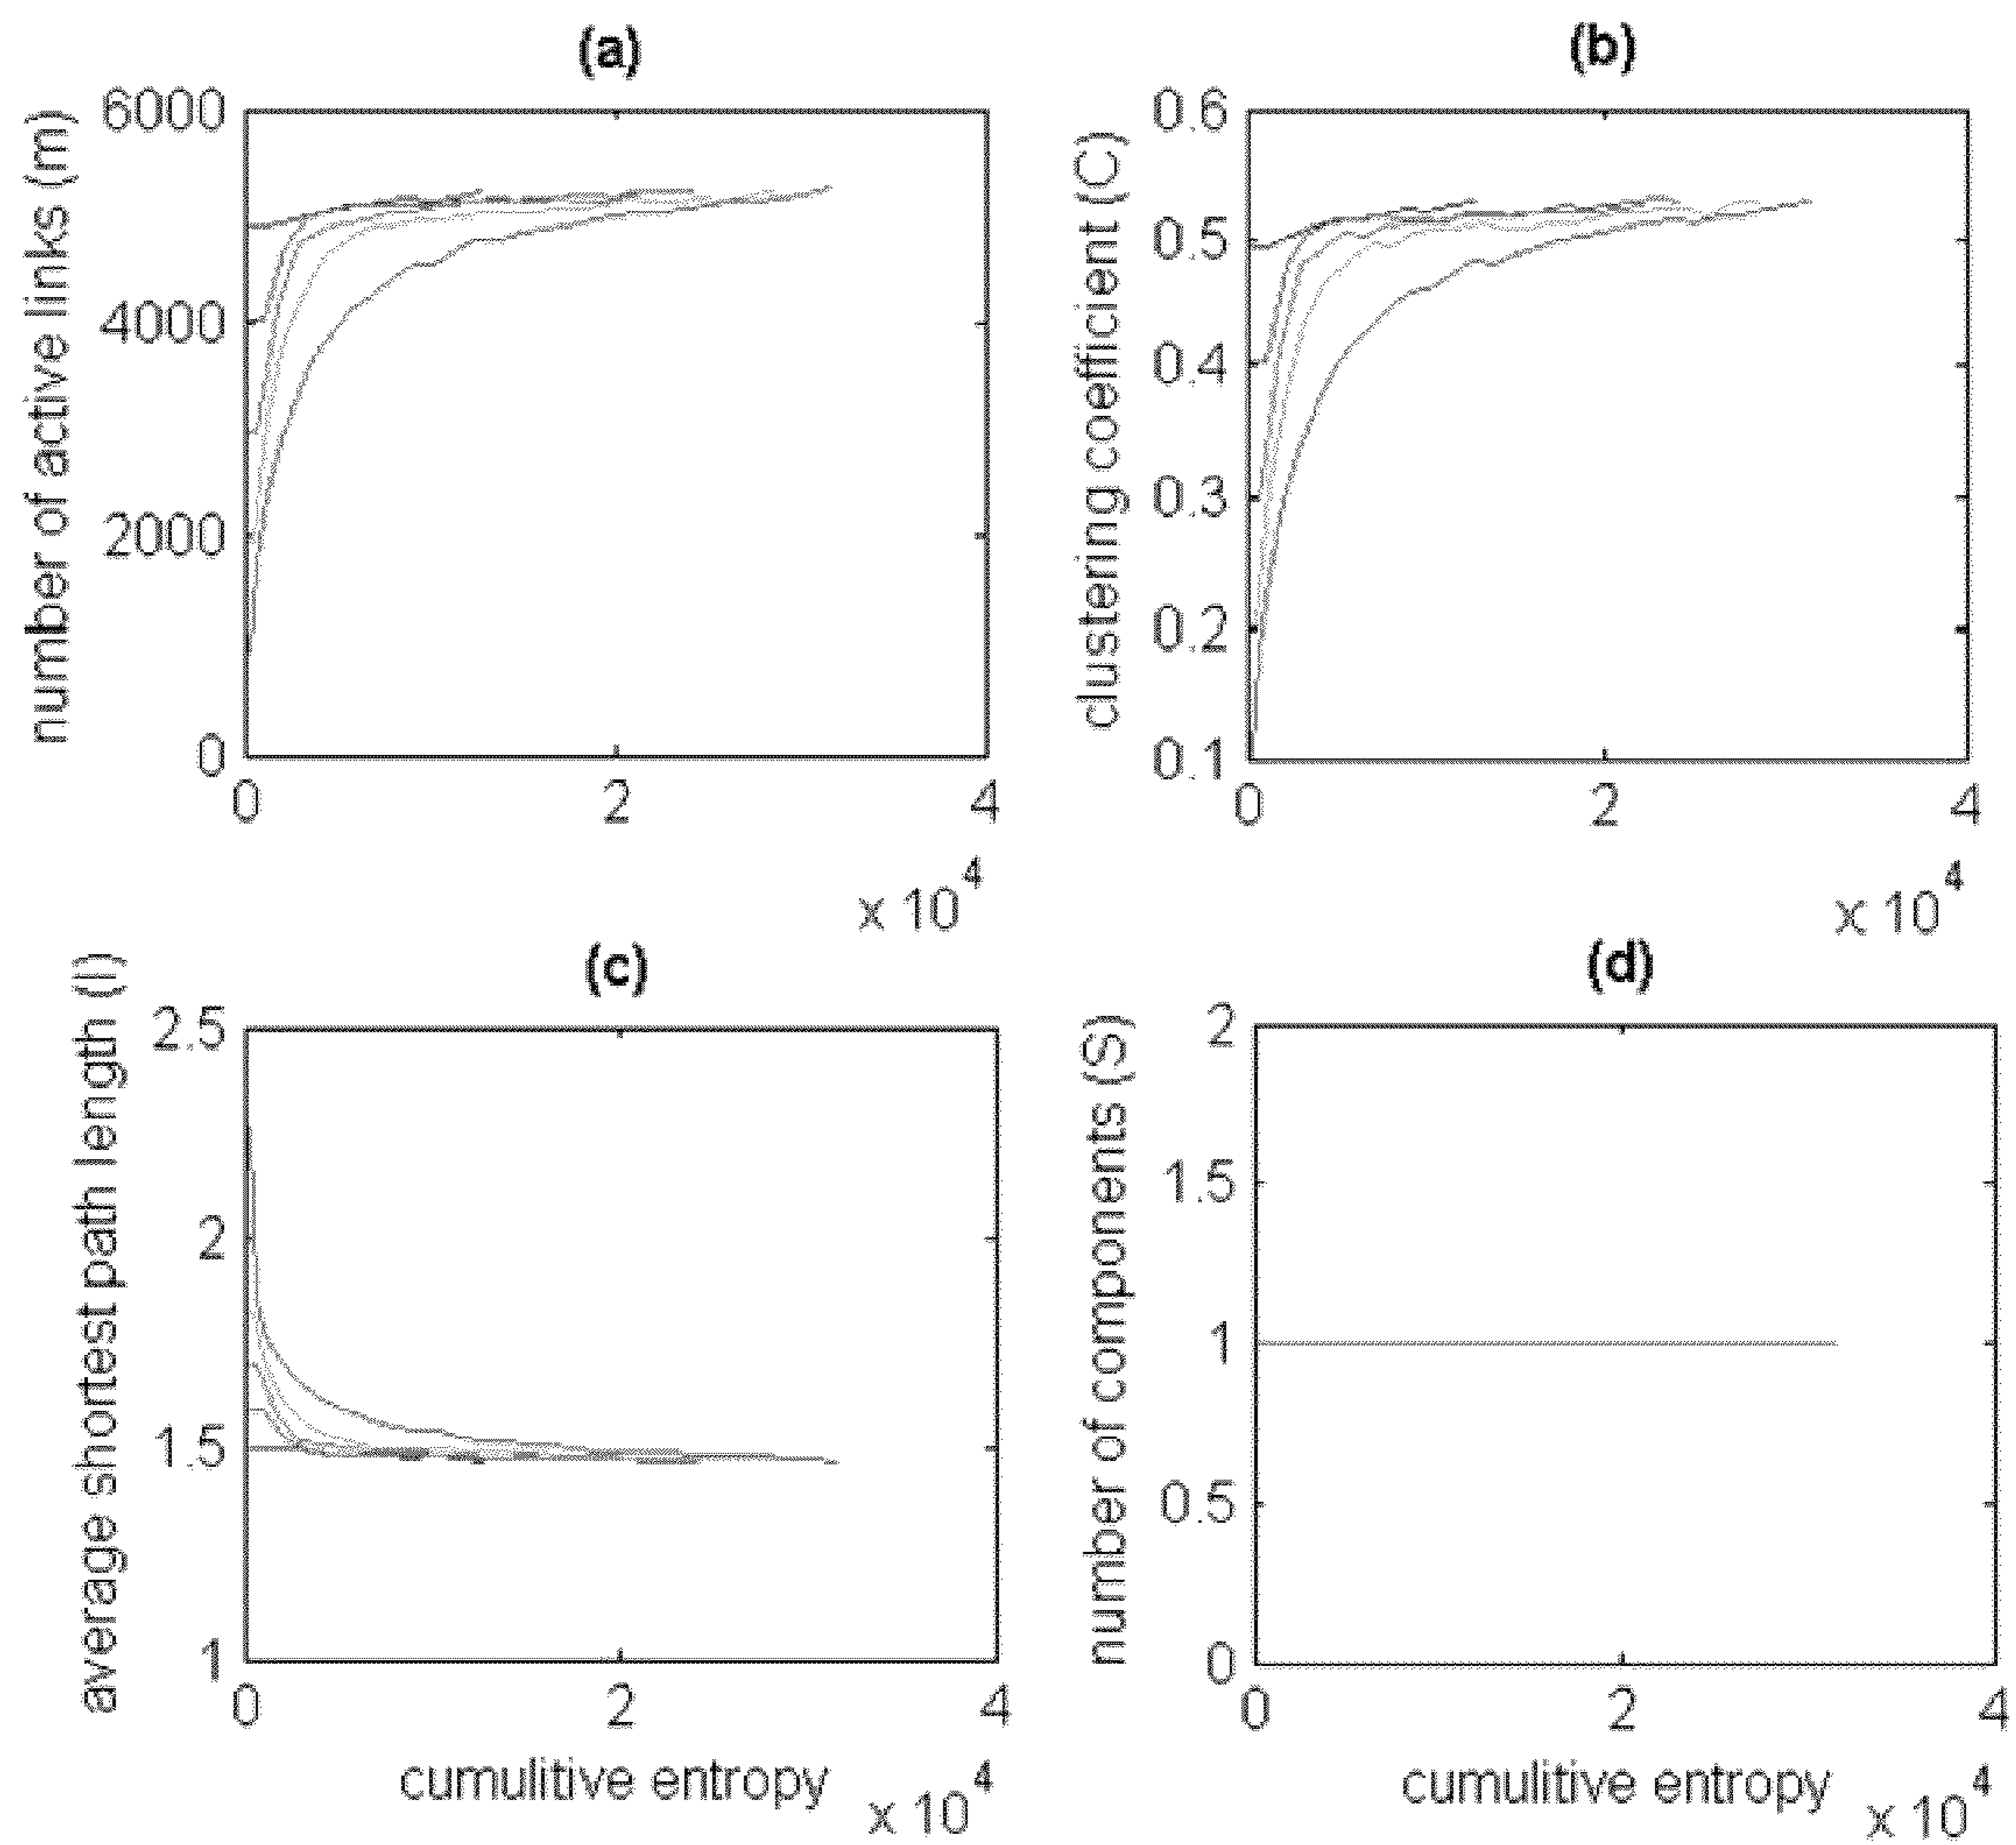 (a)
number of active links (m)
6000
4000
2000
0
0 2 4
x 10 4
(b)
clustering coefficient (C)
0.6
0.5
0.4
0.3
0.2
0.1
0 2 4
x 10 4
(c)
average shortest path length (l)
2.5
2
1.5
1
0 2 4
cumulitive entropy
x 10 4
(d)
number of components (S)
2
1.5
1
0.5
0
0 2 4
cumulitive entropy
x 10 4